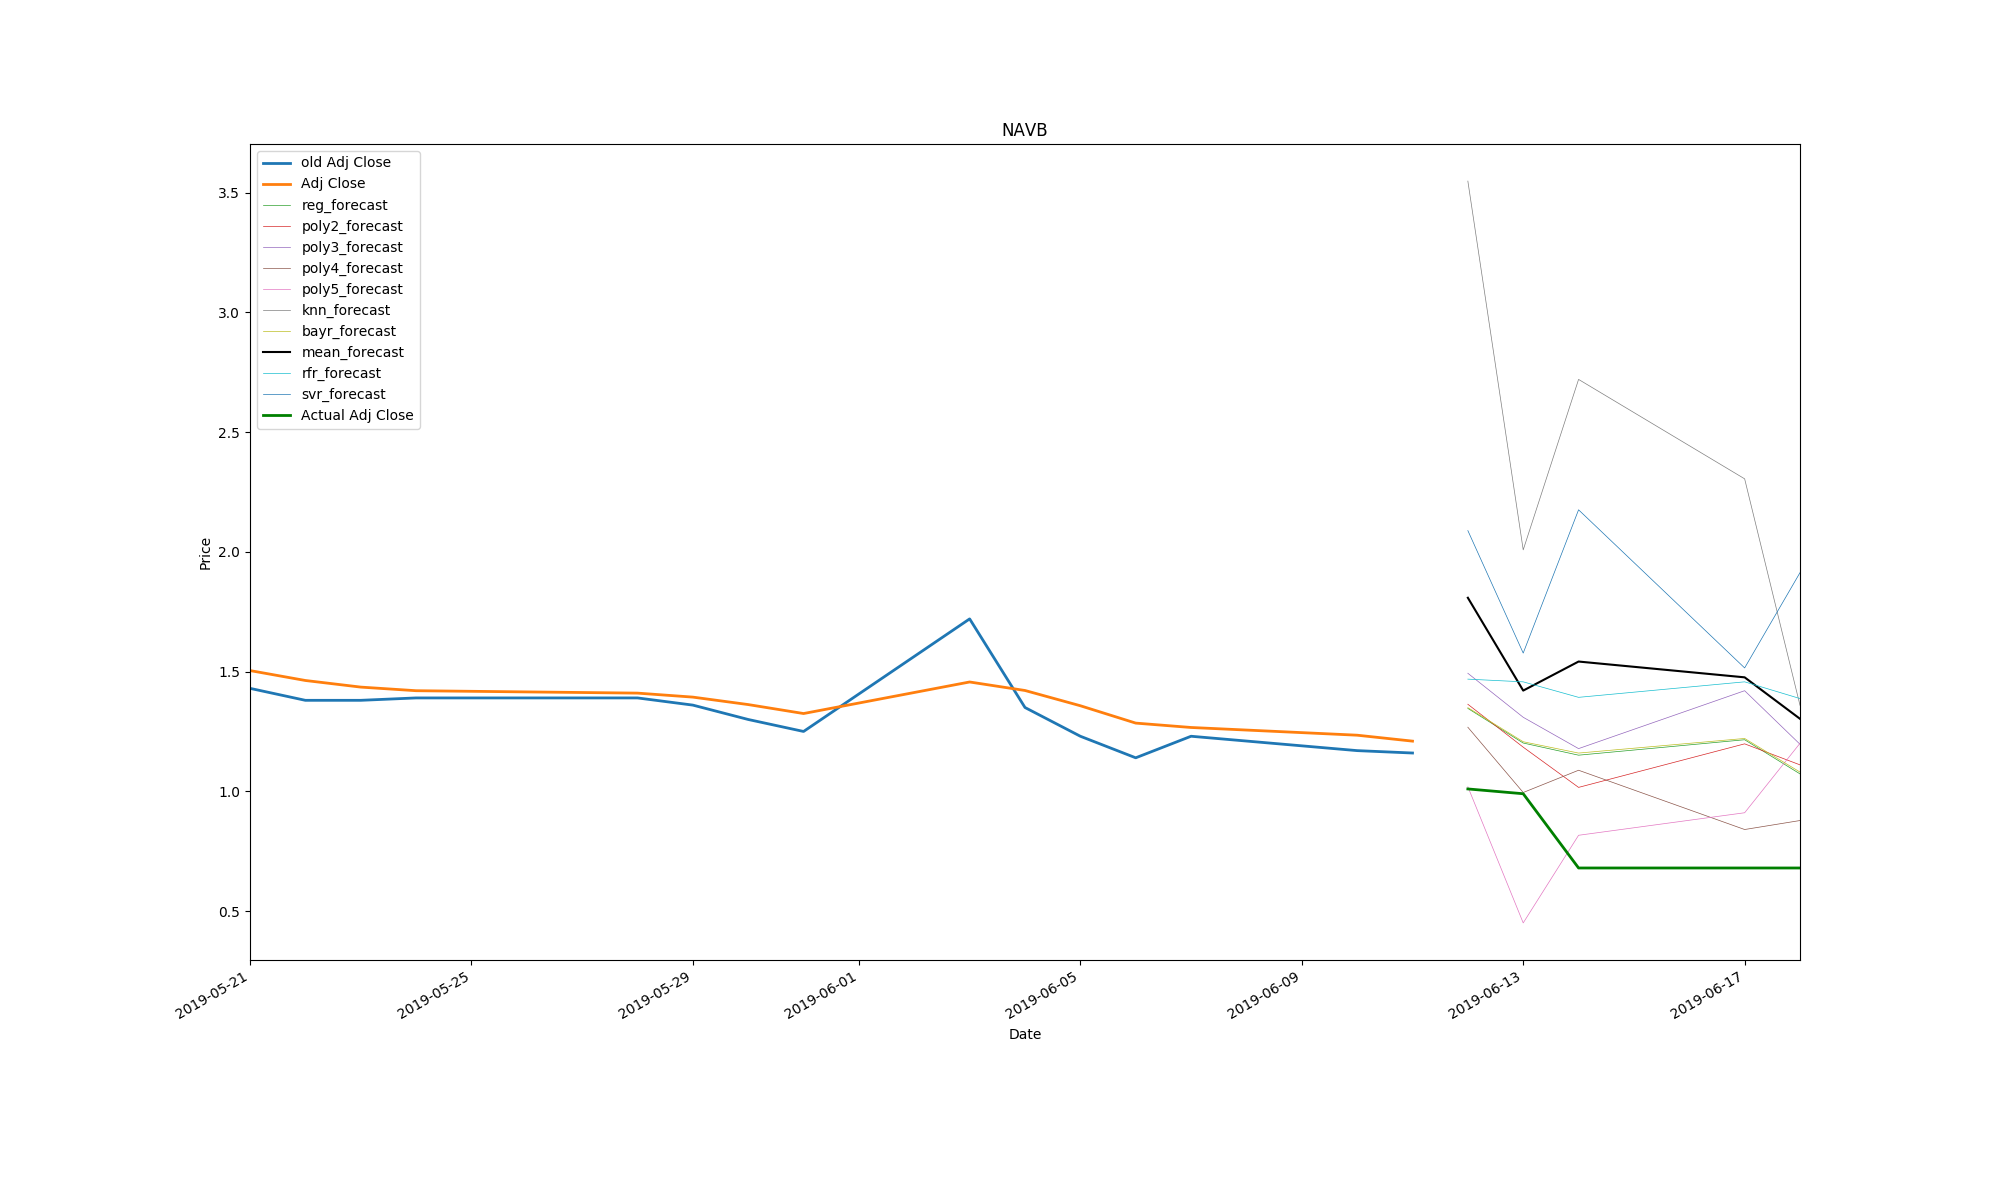 NAVB
old Adj Close
Adj Close
reg_forecast
poly2_forecast
poly3_forecast
poly4_forecast
poly5_forecast
knn_forecast
bayr_forecast
mean_forecast
rfr_forecast
svr_forecast
Actual Adj Close
3.5
3.0
2.5
2.0
1.5
1.0
0.5
Price
2019-05-21
2019-05-25
2019-05-29
2019-06-01
2019-06-05
2019-06-09
2019-06-13
2019-06-17
Date